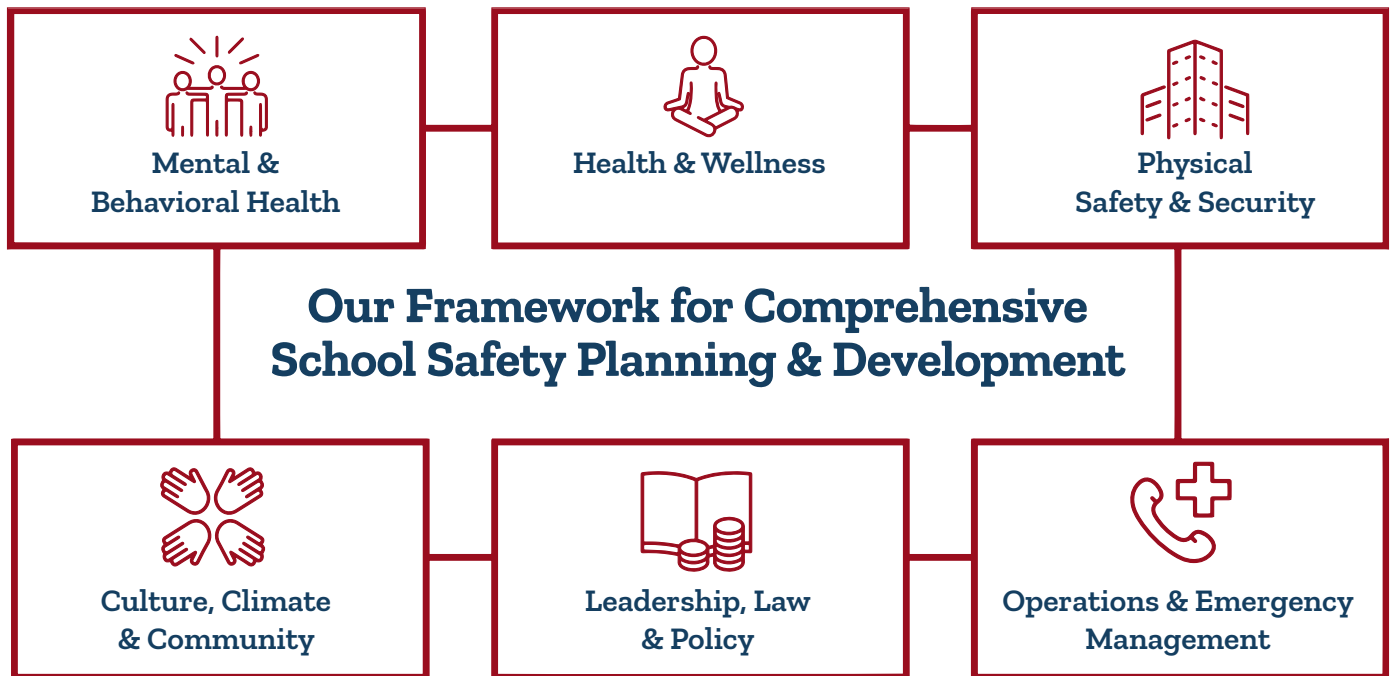 Mental &
Behavioral Health
Health & Wellness
Physical
Safety & Security
Our Framework for Comprehensive
School Safety Planning & Development
Culture, Climate
& Community
Leadership, Law
& Policy
Operations & Emergency
Management